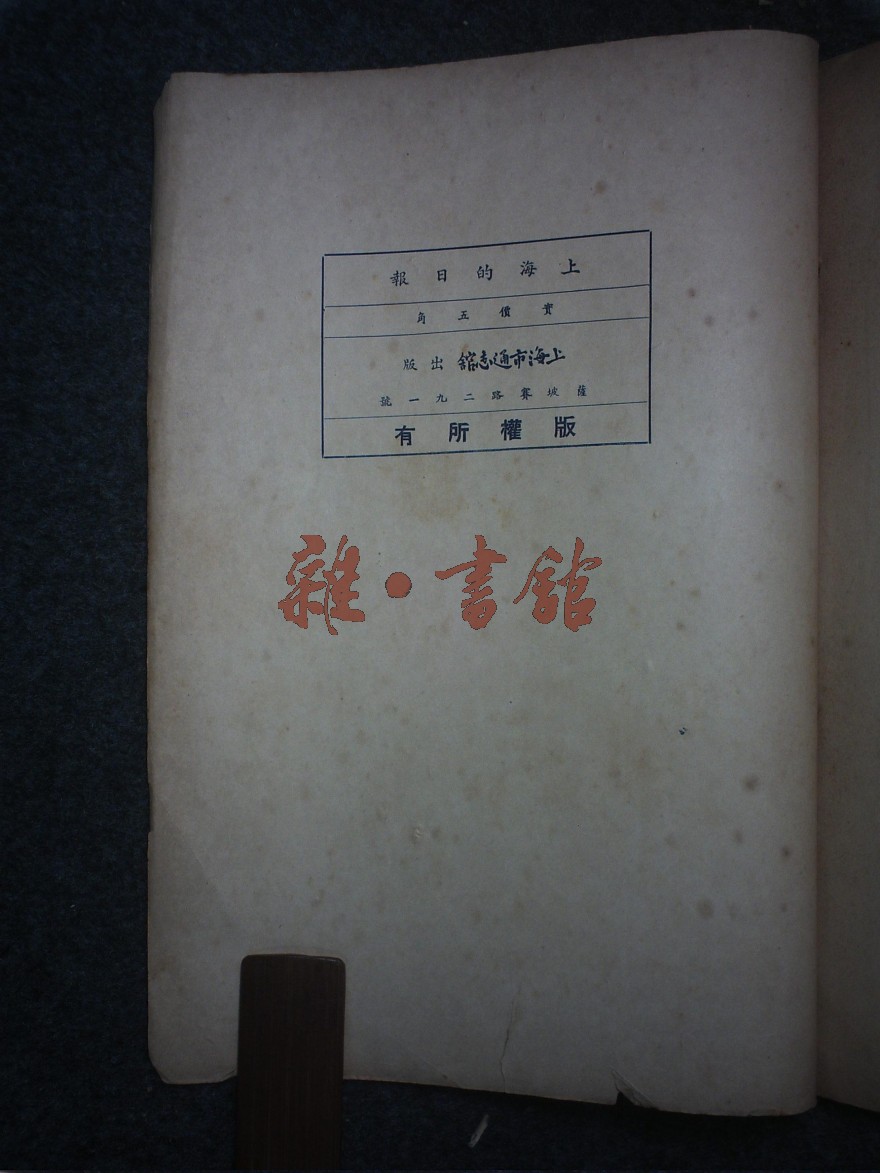 上海的日報
實價五角
上海市通志館出版
薩坡賽路二九一號
版權所有
雜·書館